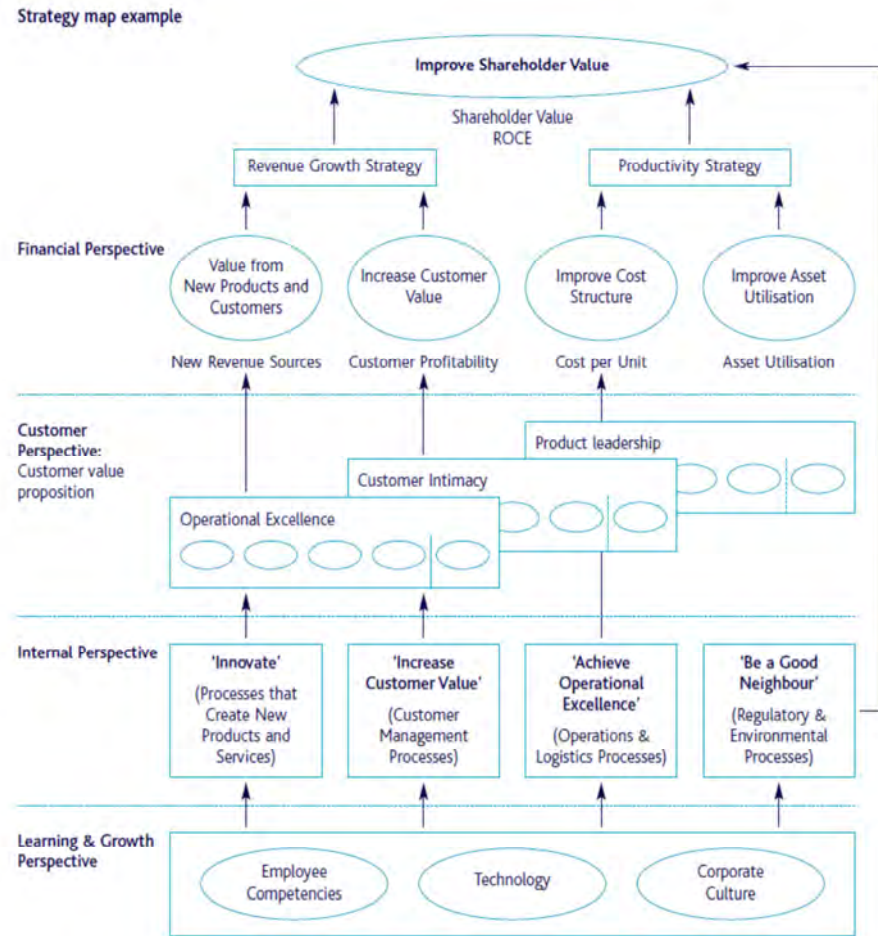 Strategy map example
Improve Shareholder Value
Shareholder Value
ROCE
Revenue Growth Strategy
Productivity Strategy
Financial Perspective
Value from
New Products and
Customers
Increase Customer
Value
Improve Cost
Structure
Improve Asset
Utilisation
New Revenue Sources
Customer Profitability
Cost per Unit
Asset Utilisation
Customer
Perspective:
Customer value
proposition
Product leadership
Customer Intimacy
Operational Excellence
Internal Perspective
'Innovate'
(Processes that
Create New
Products and
Services)
'Increase
Customer Value'
(Customer
Management
Processes)
'Achieve
Operational
Excellence'
(Operations &
Logistics Processes)
'Be a Good
Neighbour'
(Regulatory &
Environmental
Processes)
Learning & Growth
Perspective
Employee
Competencies
Technology
Corporate
Culture